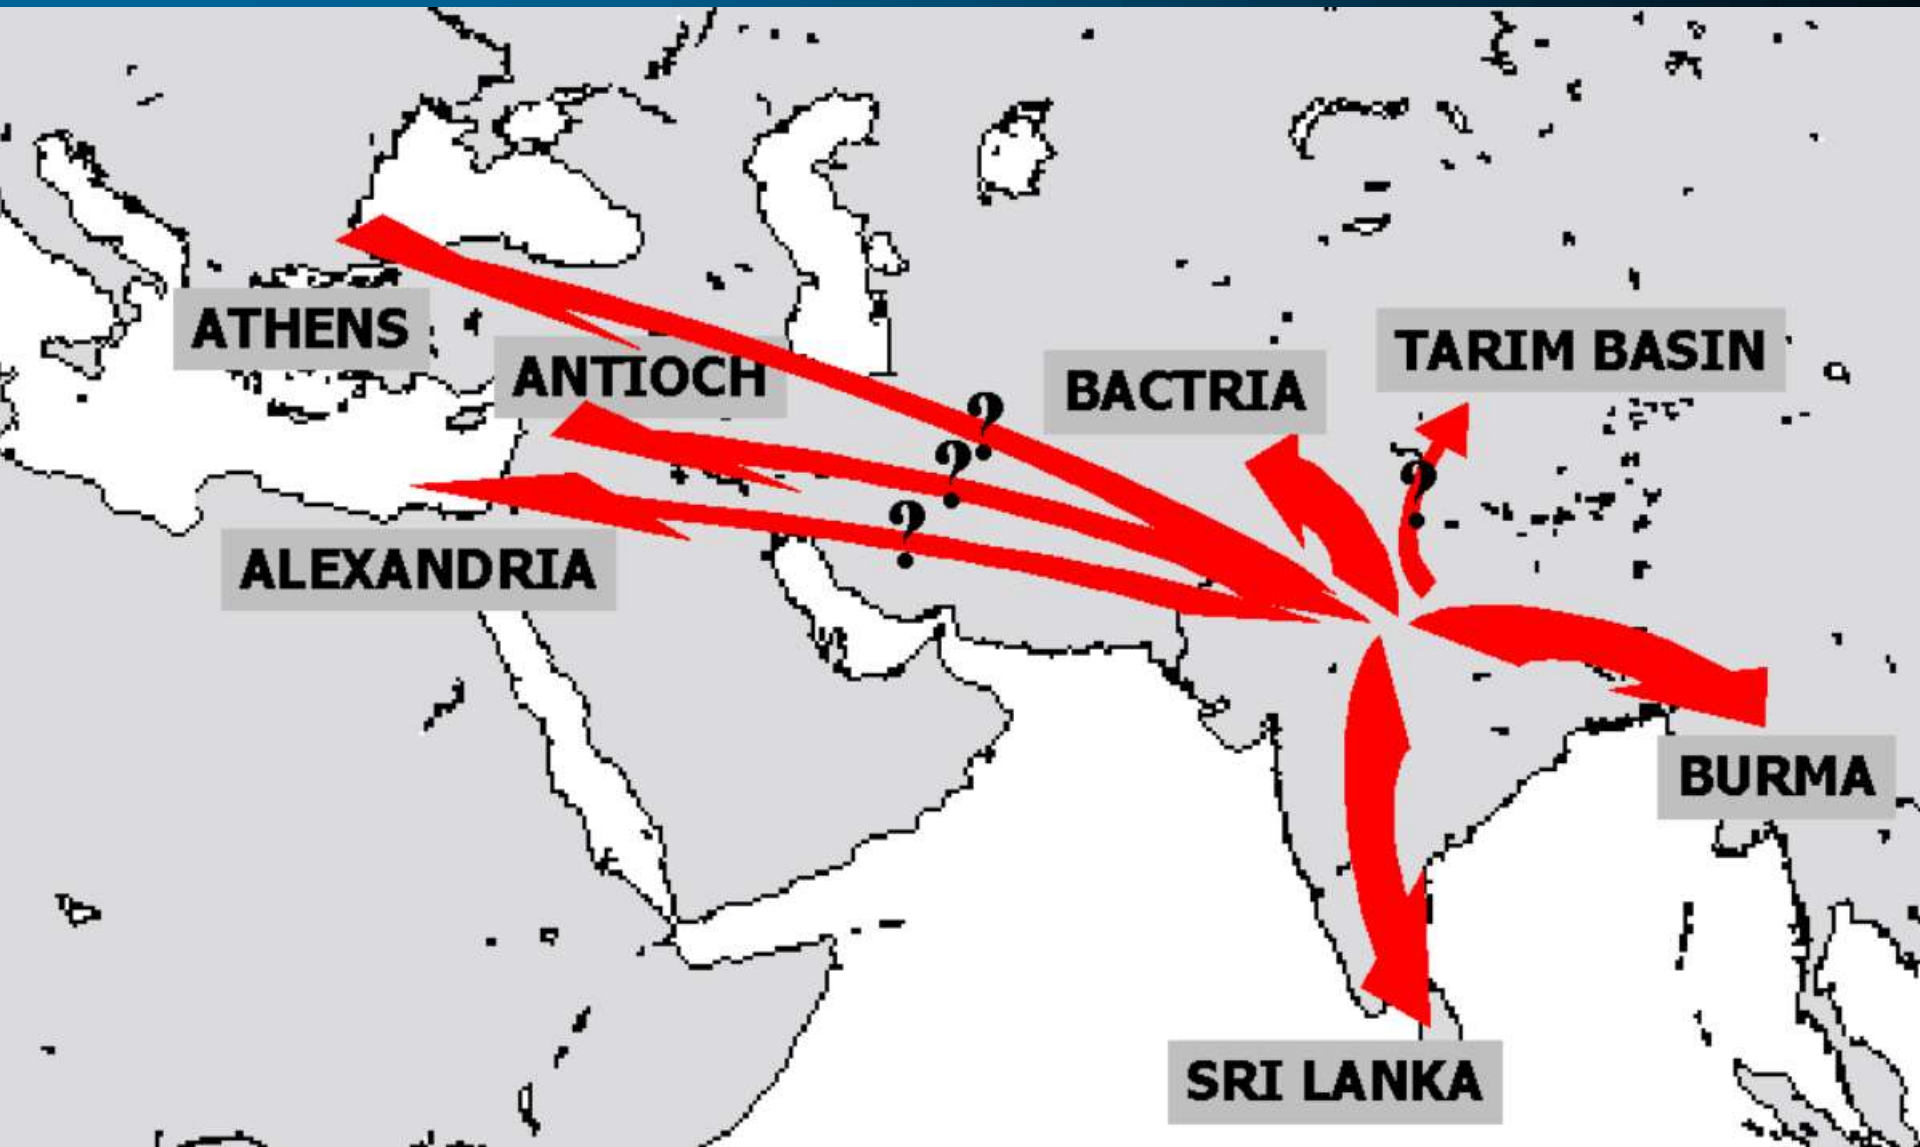 ATHENS
ANTIOCH
BACTRIA
TARIM BASIN
?
?
?
?
ALEXANDRIA
BURMA
SRI LANKA